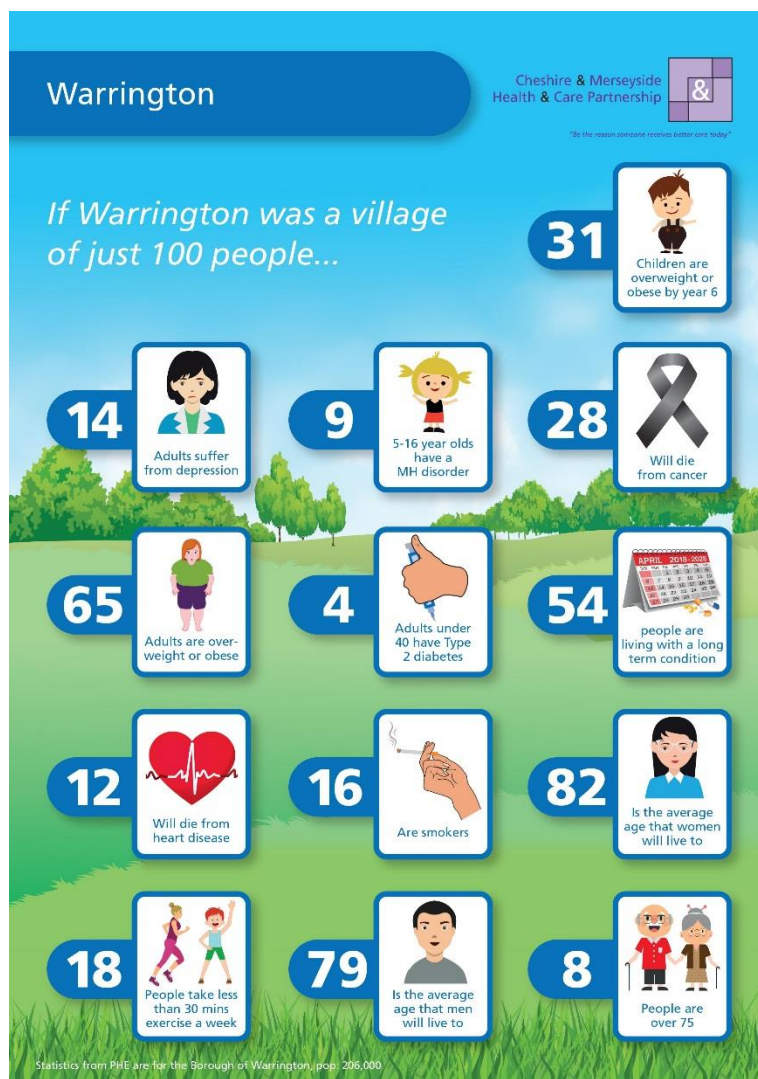 Warrington
Cheshire & Merseyside
Health & Care Partnership
&
"Be the reason someone receives better care today"
If Warrington was a village
of just 100 people...
31
Children are
overweight or
obese by year 6
14
Adults suffer
from depression
9
5-16 year olds
have a
MH disorder
28
Will die
from cancer
65
Adults are over-
weight or obese
4
Adults under
40 have Type
2 diabetes
54
APRIL 2018-2025
people are
living with a long
term condition
12
Will die from
heart disease
16
Are smokers
82
Is the average
age that women
will live to
18
People take less
than 30 mins
exercise a week
79
Is the average
age that men
will live to
8
People are
over 75
Statistics from PHE are for the Borough of Warrington, pop: 206,000